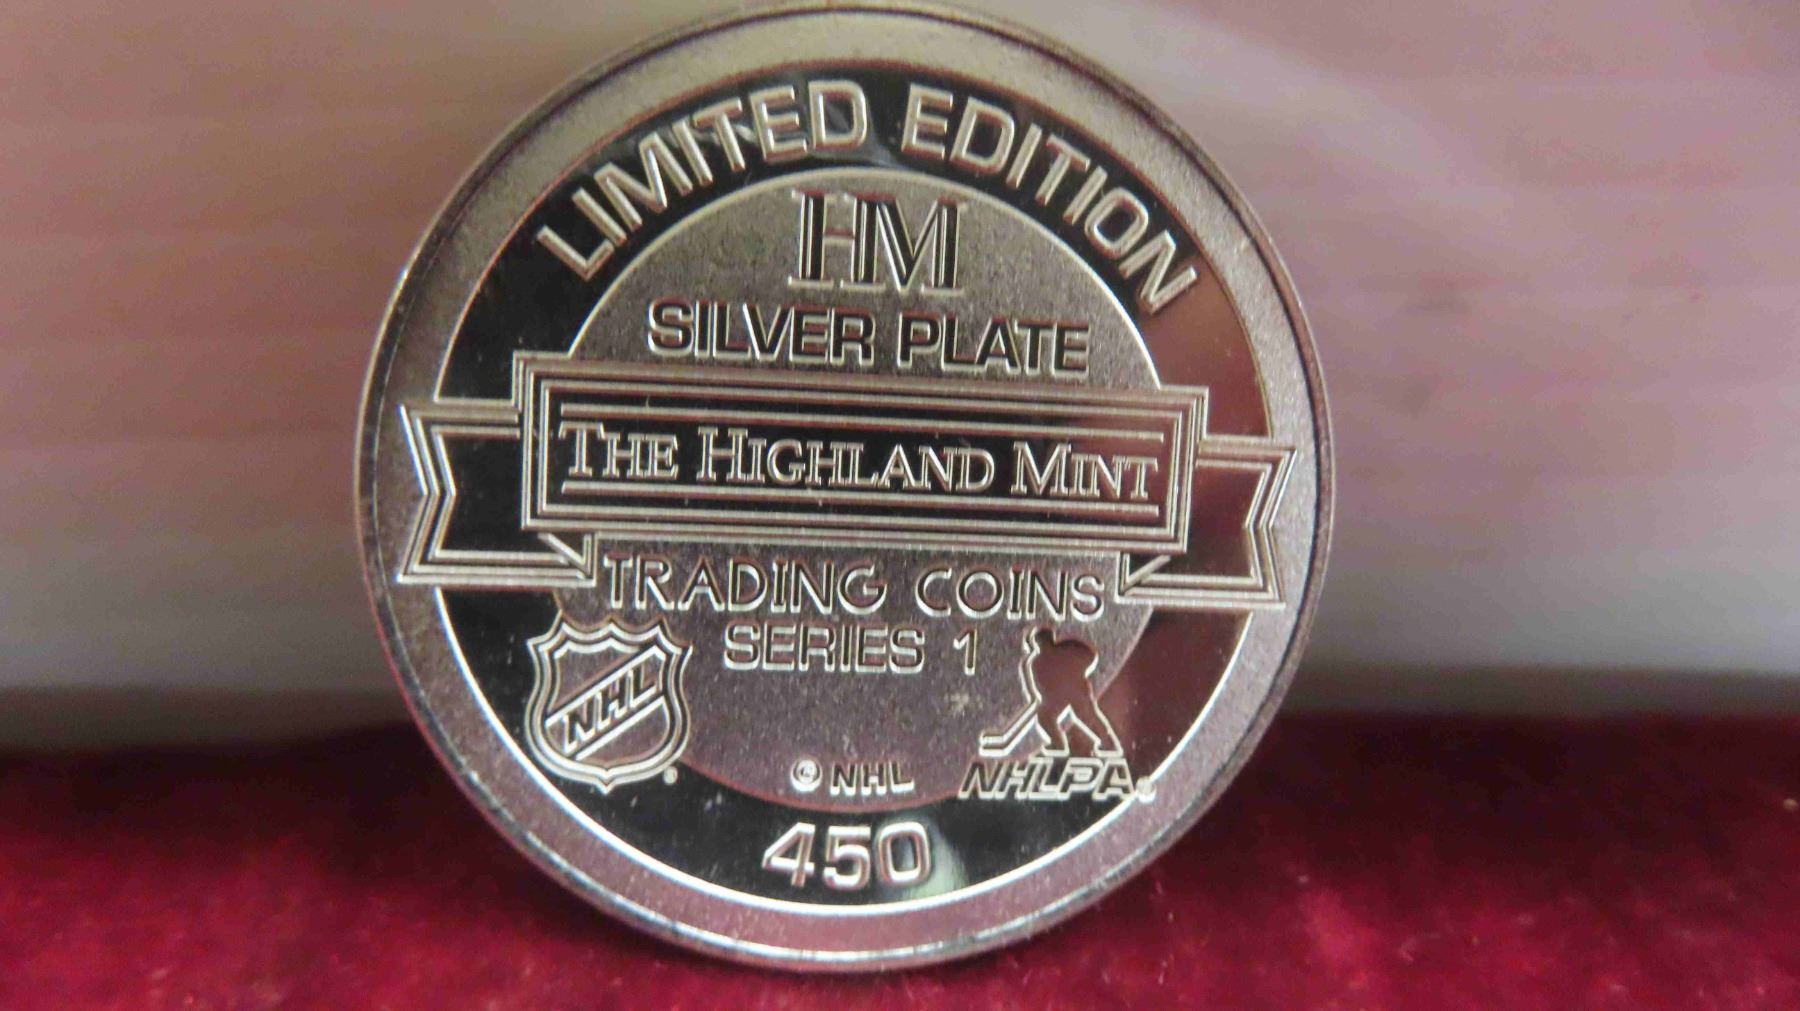 LIMITED EDITION
HM
SILVER PLATE
THE HIGHLAND MINT
TRADING COINS
SERIES 1
NHL
© NHL
NHLPA
450